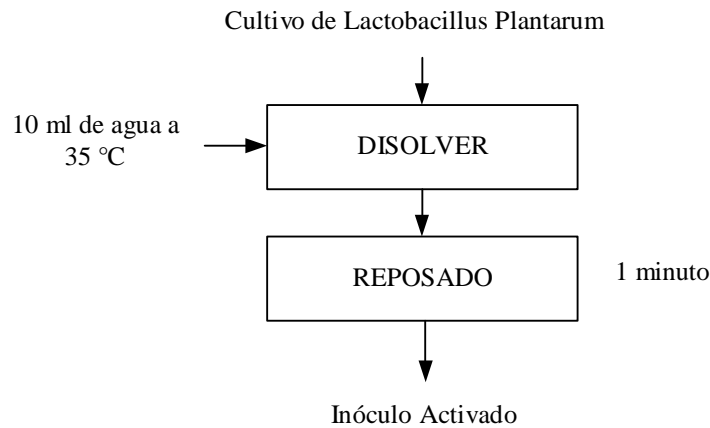 Cultivo de Lactobacillus Plantarum
10 ml de agua a
35 °C
DISOLVER
REPOSADO
1 minuto
Inóculo Activado